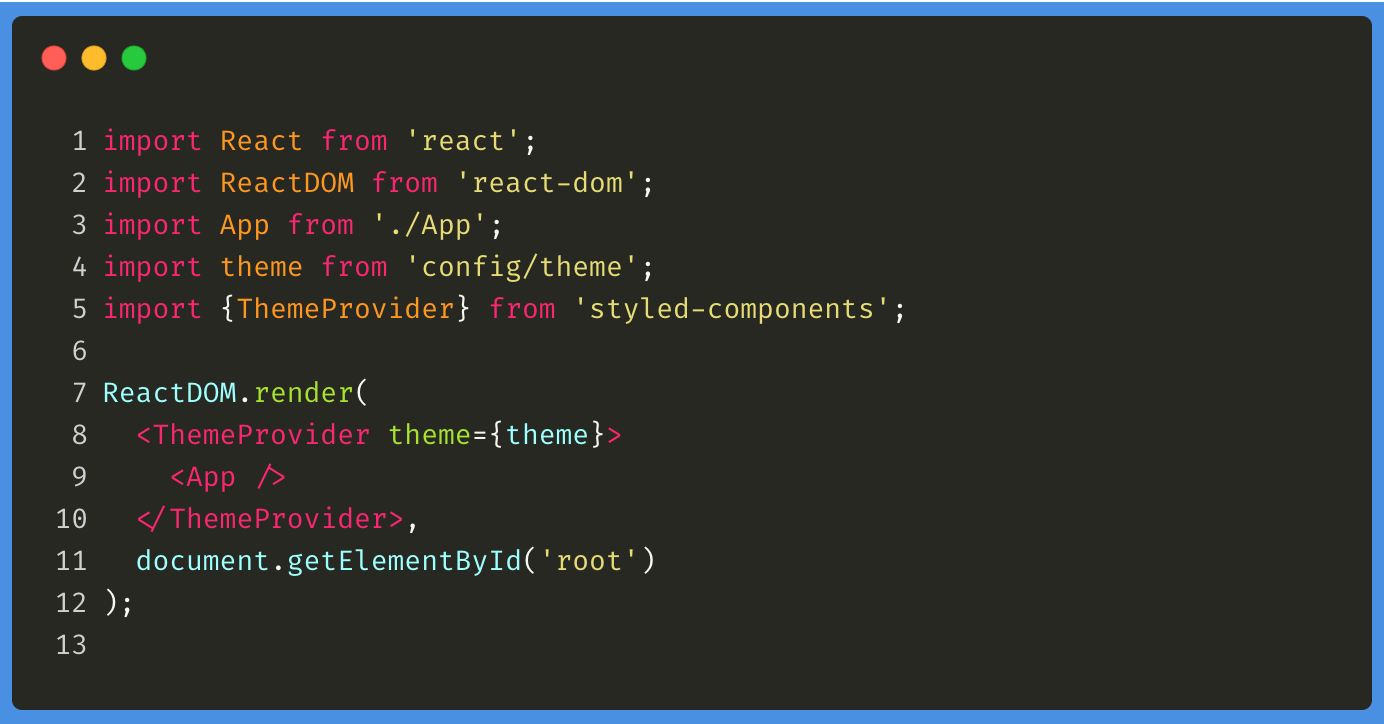 1 import React from 'react';
2 import ReactDOM from 'react-dom';
3 import App from './App';
4 import theme from 'config/theme';
5 import {ThemeProvider} from 'styled-components';
6
7 ReactDOM.render(
8   <ThemeProvider theme={theme}>
9     <App />
10   </ThemeProvider>,
11   document.getElementById('root')
12 );
13